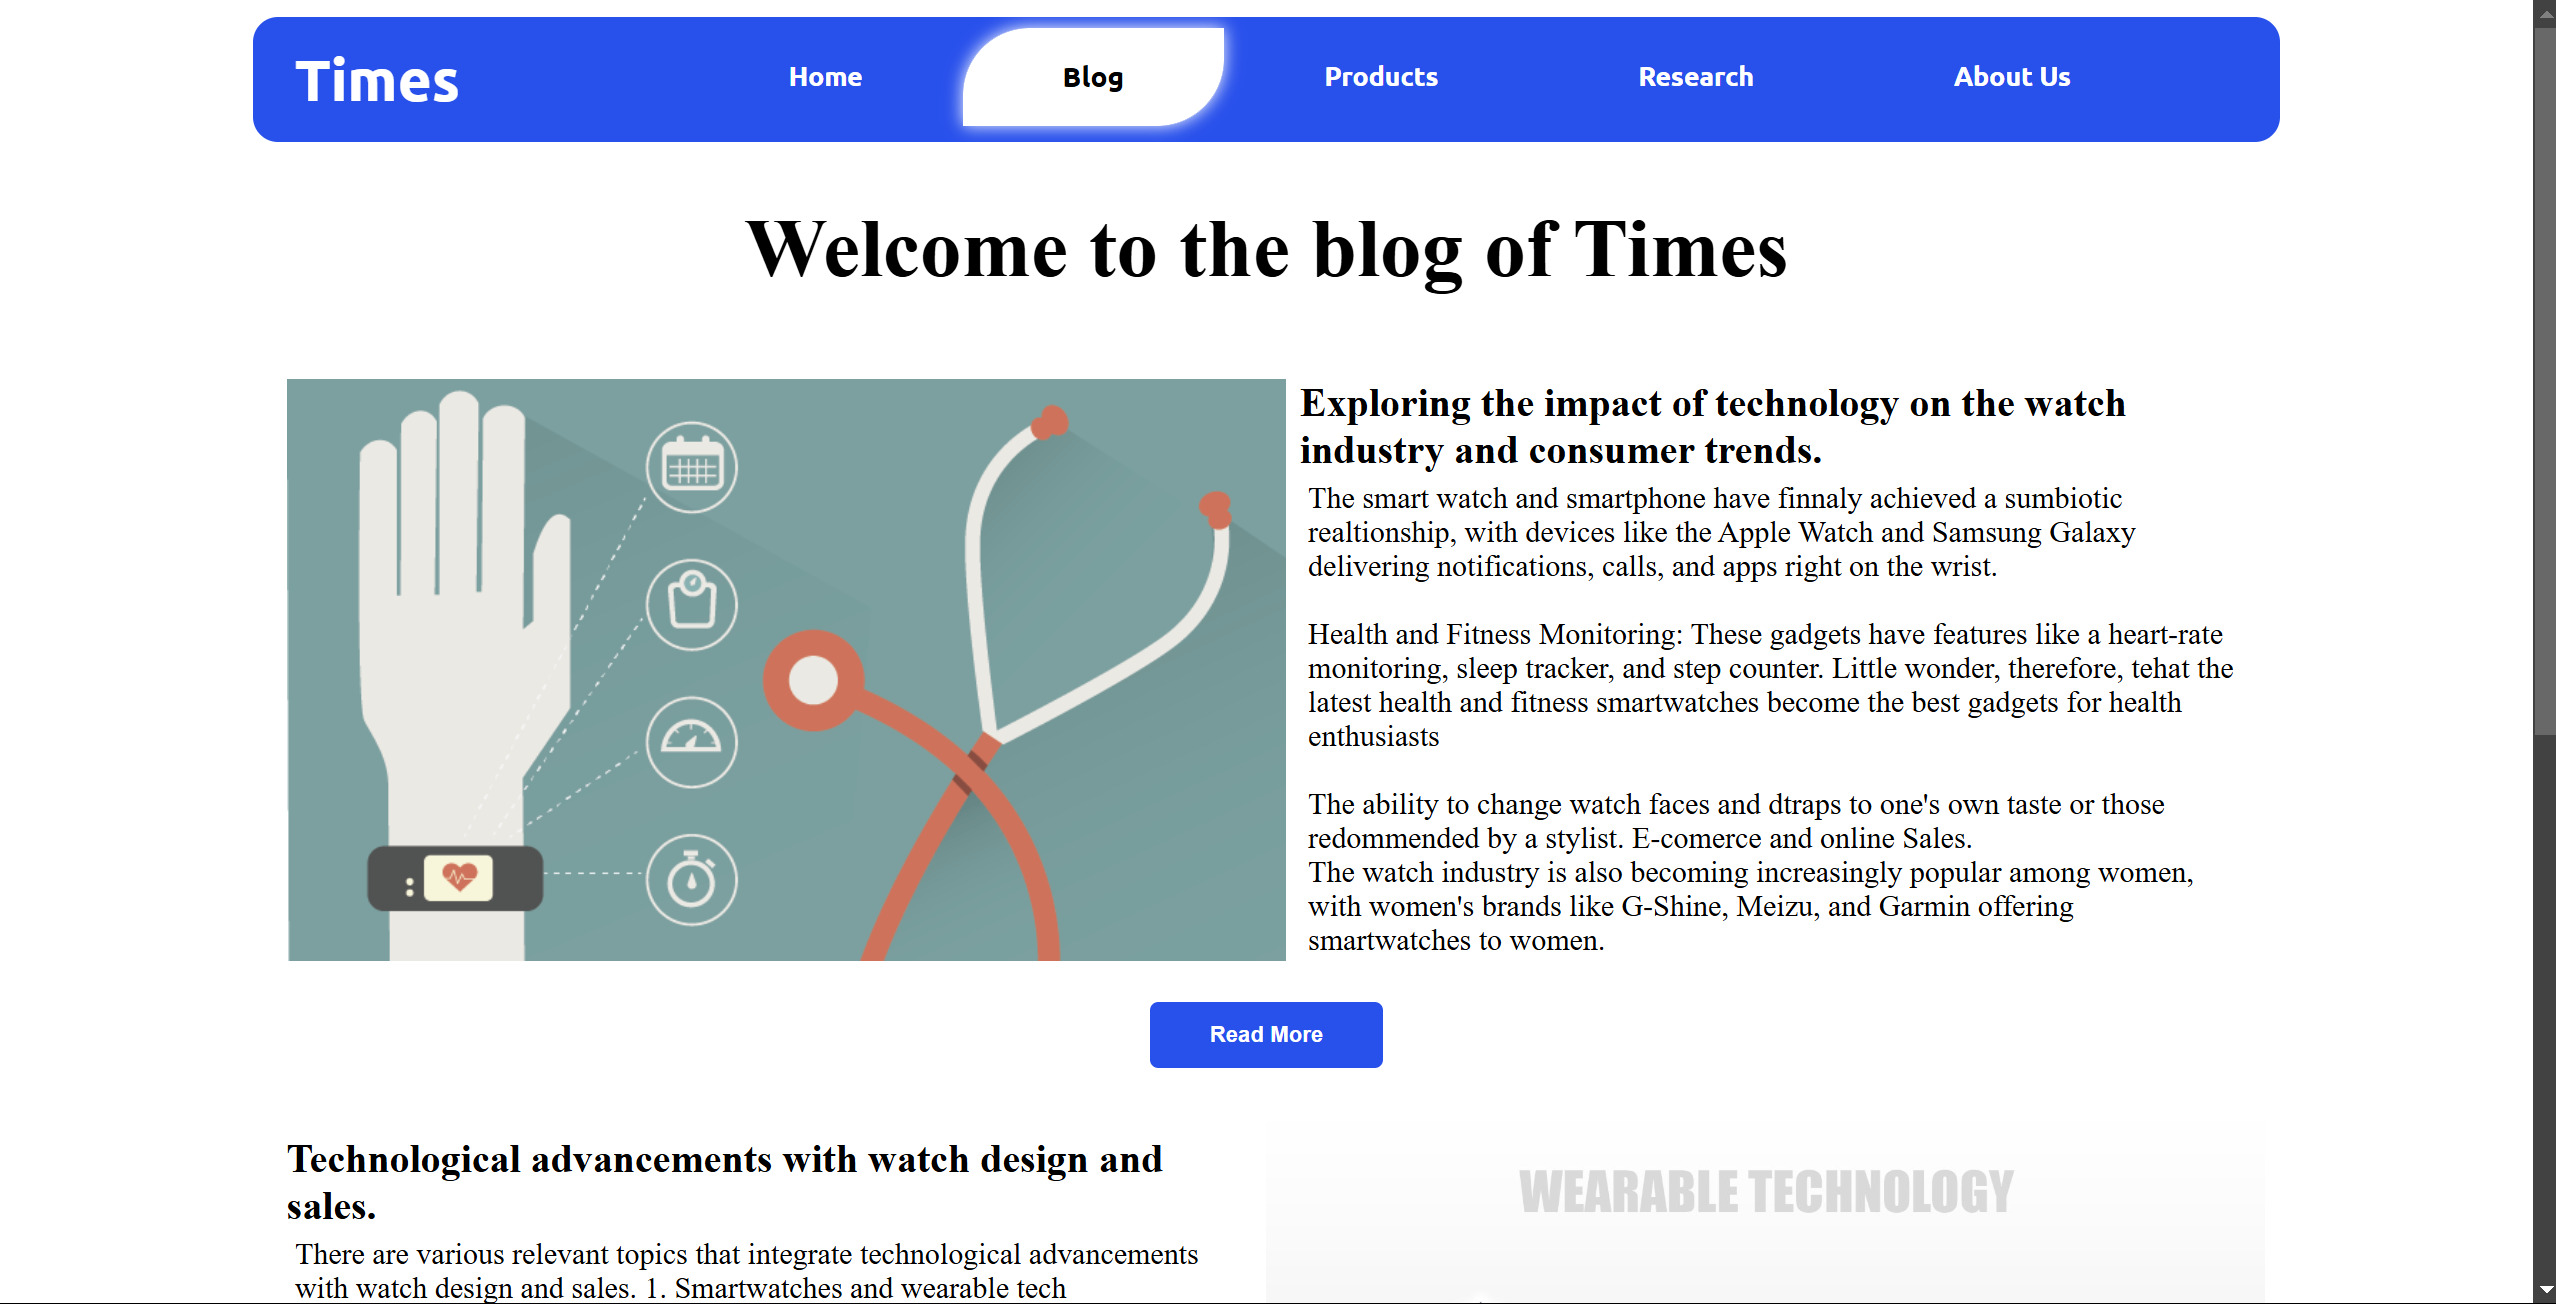 Times
Home
Blog
Products
Research
About Us
Welcome to the blog of Times
Exploring the impact of technology on the watch
industry and consumer trends.
The smart watch and smartphone have finnaly achieved a sumbiotic
realtionship, with devices like the Apple Watch and Samsung Galaxy
delivering notifications, calls, and apps right on the wrist.
Health and Fitness Monitoring: These gadgets have features like a heart-rate
monitoring, sleep tracker, and step counter. Little wonder, therefore, tehat the
latest health and fitness smartwatches become the best gadgets for health
enthusiasts
The ability to change watch faces and dtraps to one's own taste or those
redommended by a stylist. E-comerce and online Sales.
The watch industry is also becoming increasingly popular among women,
with women's brands like G-Shine, Meizu, and Garmin offering
smartwatches to women.
Read More
Technological advancements with watch design and
sales.
There are various relevant topics that integrate technological advancements
with watch design and sales. 1. Smartwatches and wearable tech
WEARABLE TECHNOLOGY